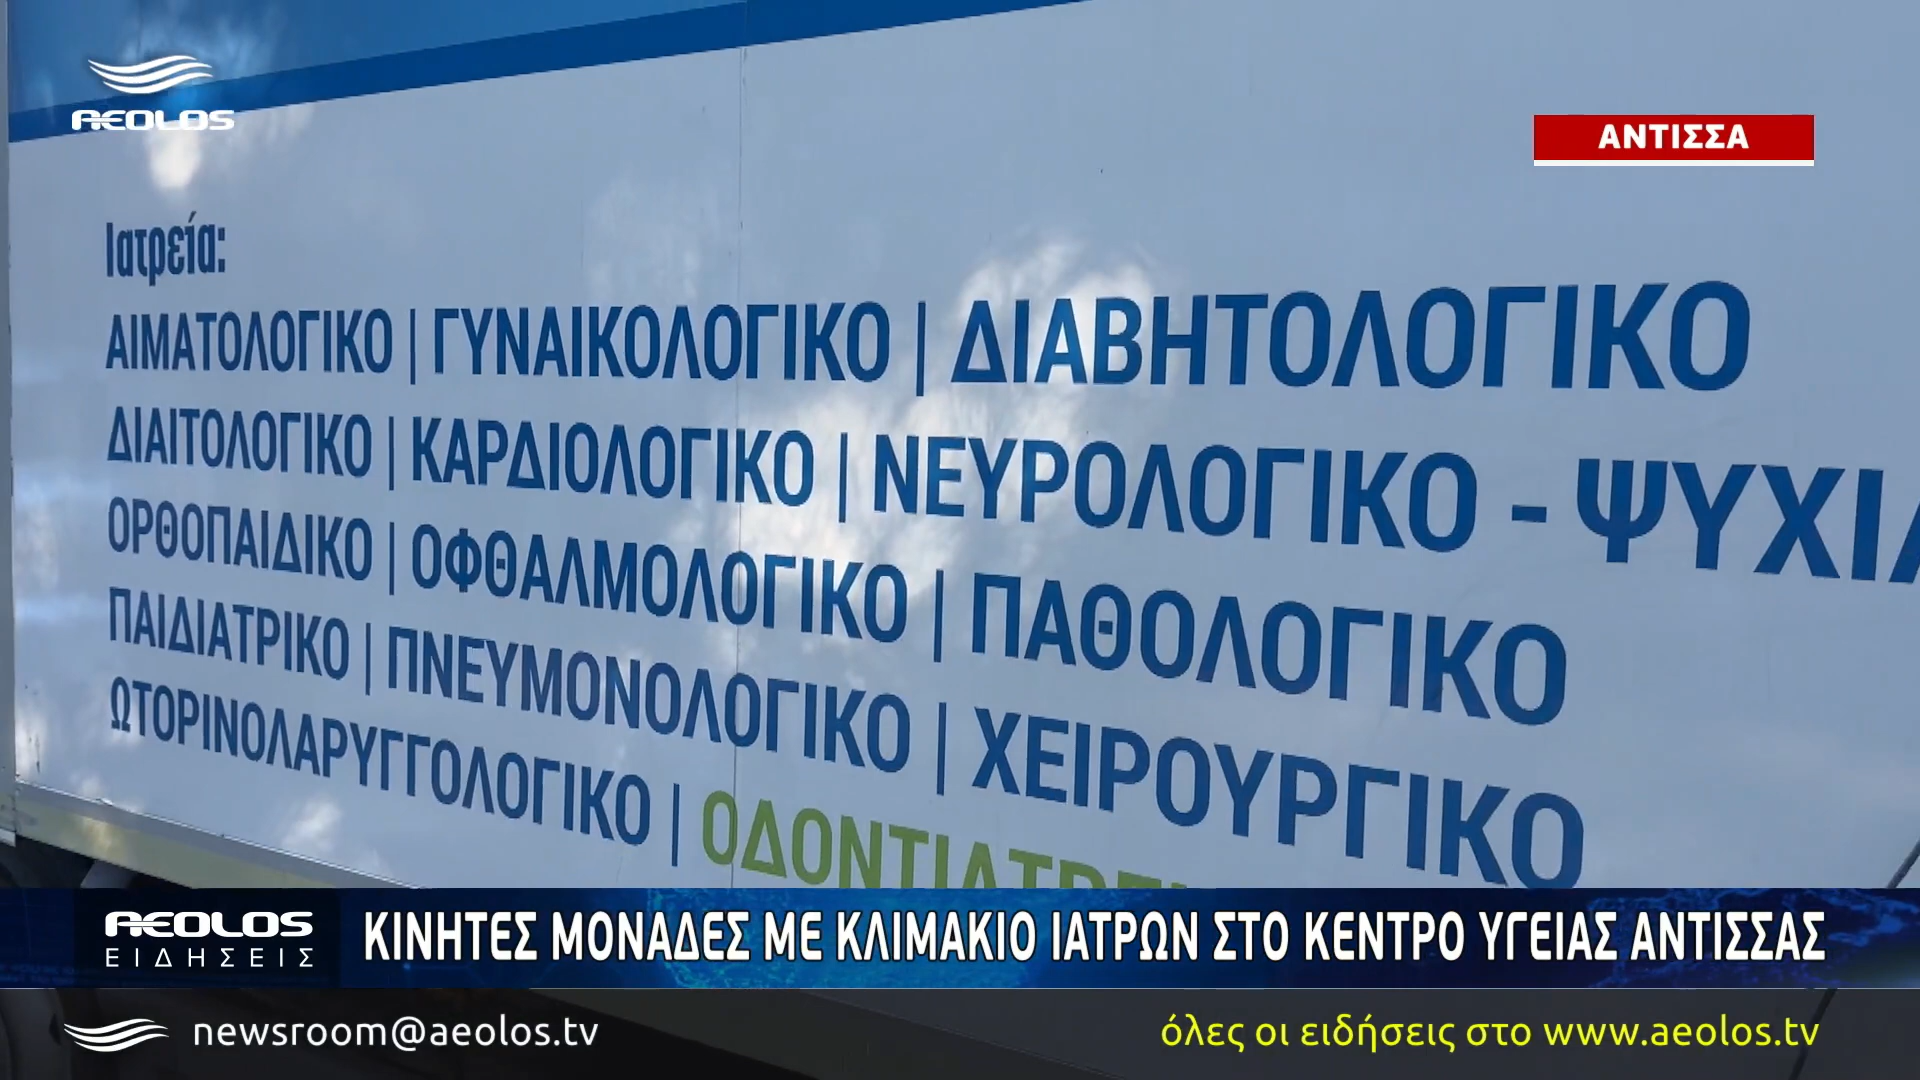 AEOLOS
ΑΝΤΙΣΣΑ
Ιατρεία:
ΑΙΜΑΤΟΛΟΓΙΚΟ | ΓΥΝΑΙΚΟΛΟΓΙΚΟ | ΔΙΑΒΗΤΟΛΟΓΙΚΟ
ΔΙΑΙΤΟΛΟΓΙΚΟ | ΚΑΡΔΙΟΛΟΓΙΚΟ | ΝΕΥΡΟΛΟΓΙΚΟ -
ΟΡΘΟΠΑΙΔΙΚΟ | ΟΦΘΑΛΜΟΛΟΓΙΚΟ | ΠΑΘΟΛΟΓΙΚΟ
ΠΑΙΔΙΑΤΡΙΚΟ | ΠΝΕΥΜΟΝΟΛΟΓΙΚΟ | ΧΕΙΡΟΥΡΓΙΚΟ
ΩΤΟΡΙΝΟΛΑΡΥΓΓΟΛΟΓΙΚΟ |
AEOLOS
ΕΙΔΗΣΕΙΣ
ΚΙΝΗΤΕΣ ΜΟΝΑΔΕΣ ΜΕ ΚΛΙΜΑΚΙΟ ΙΑΤΡΩΝ ΣΤΟ ΚΕΝΤΡΟ ΥΓΕΙΑΣ ΑΝΤΙΣΣΑΣ
newsroom@aeolos.tv
όλες οι ειδήσεις στο www.aeolos.tv